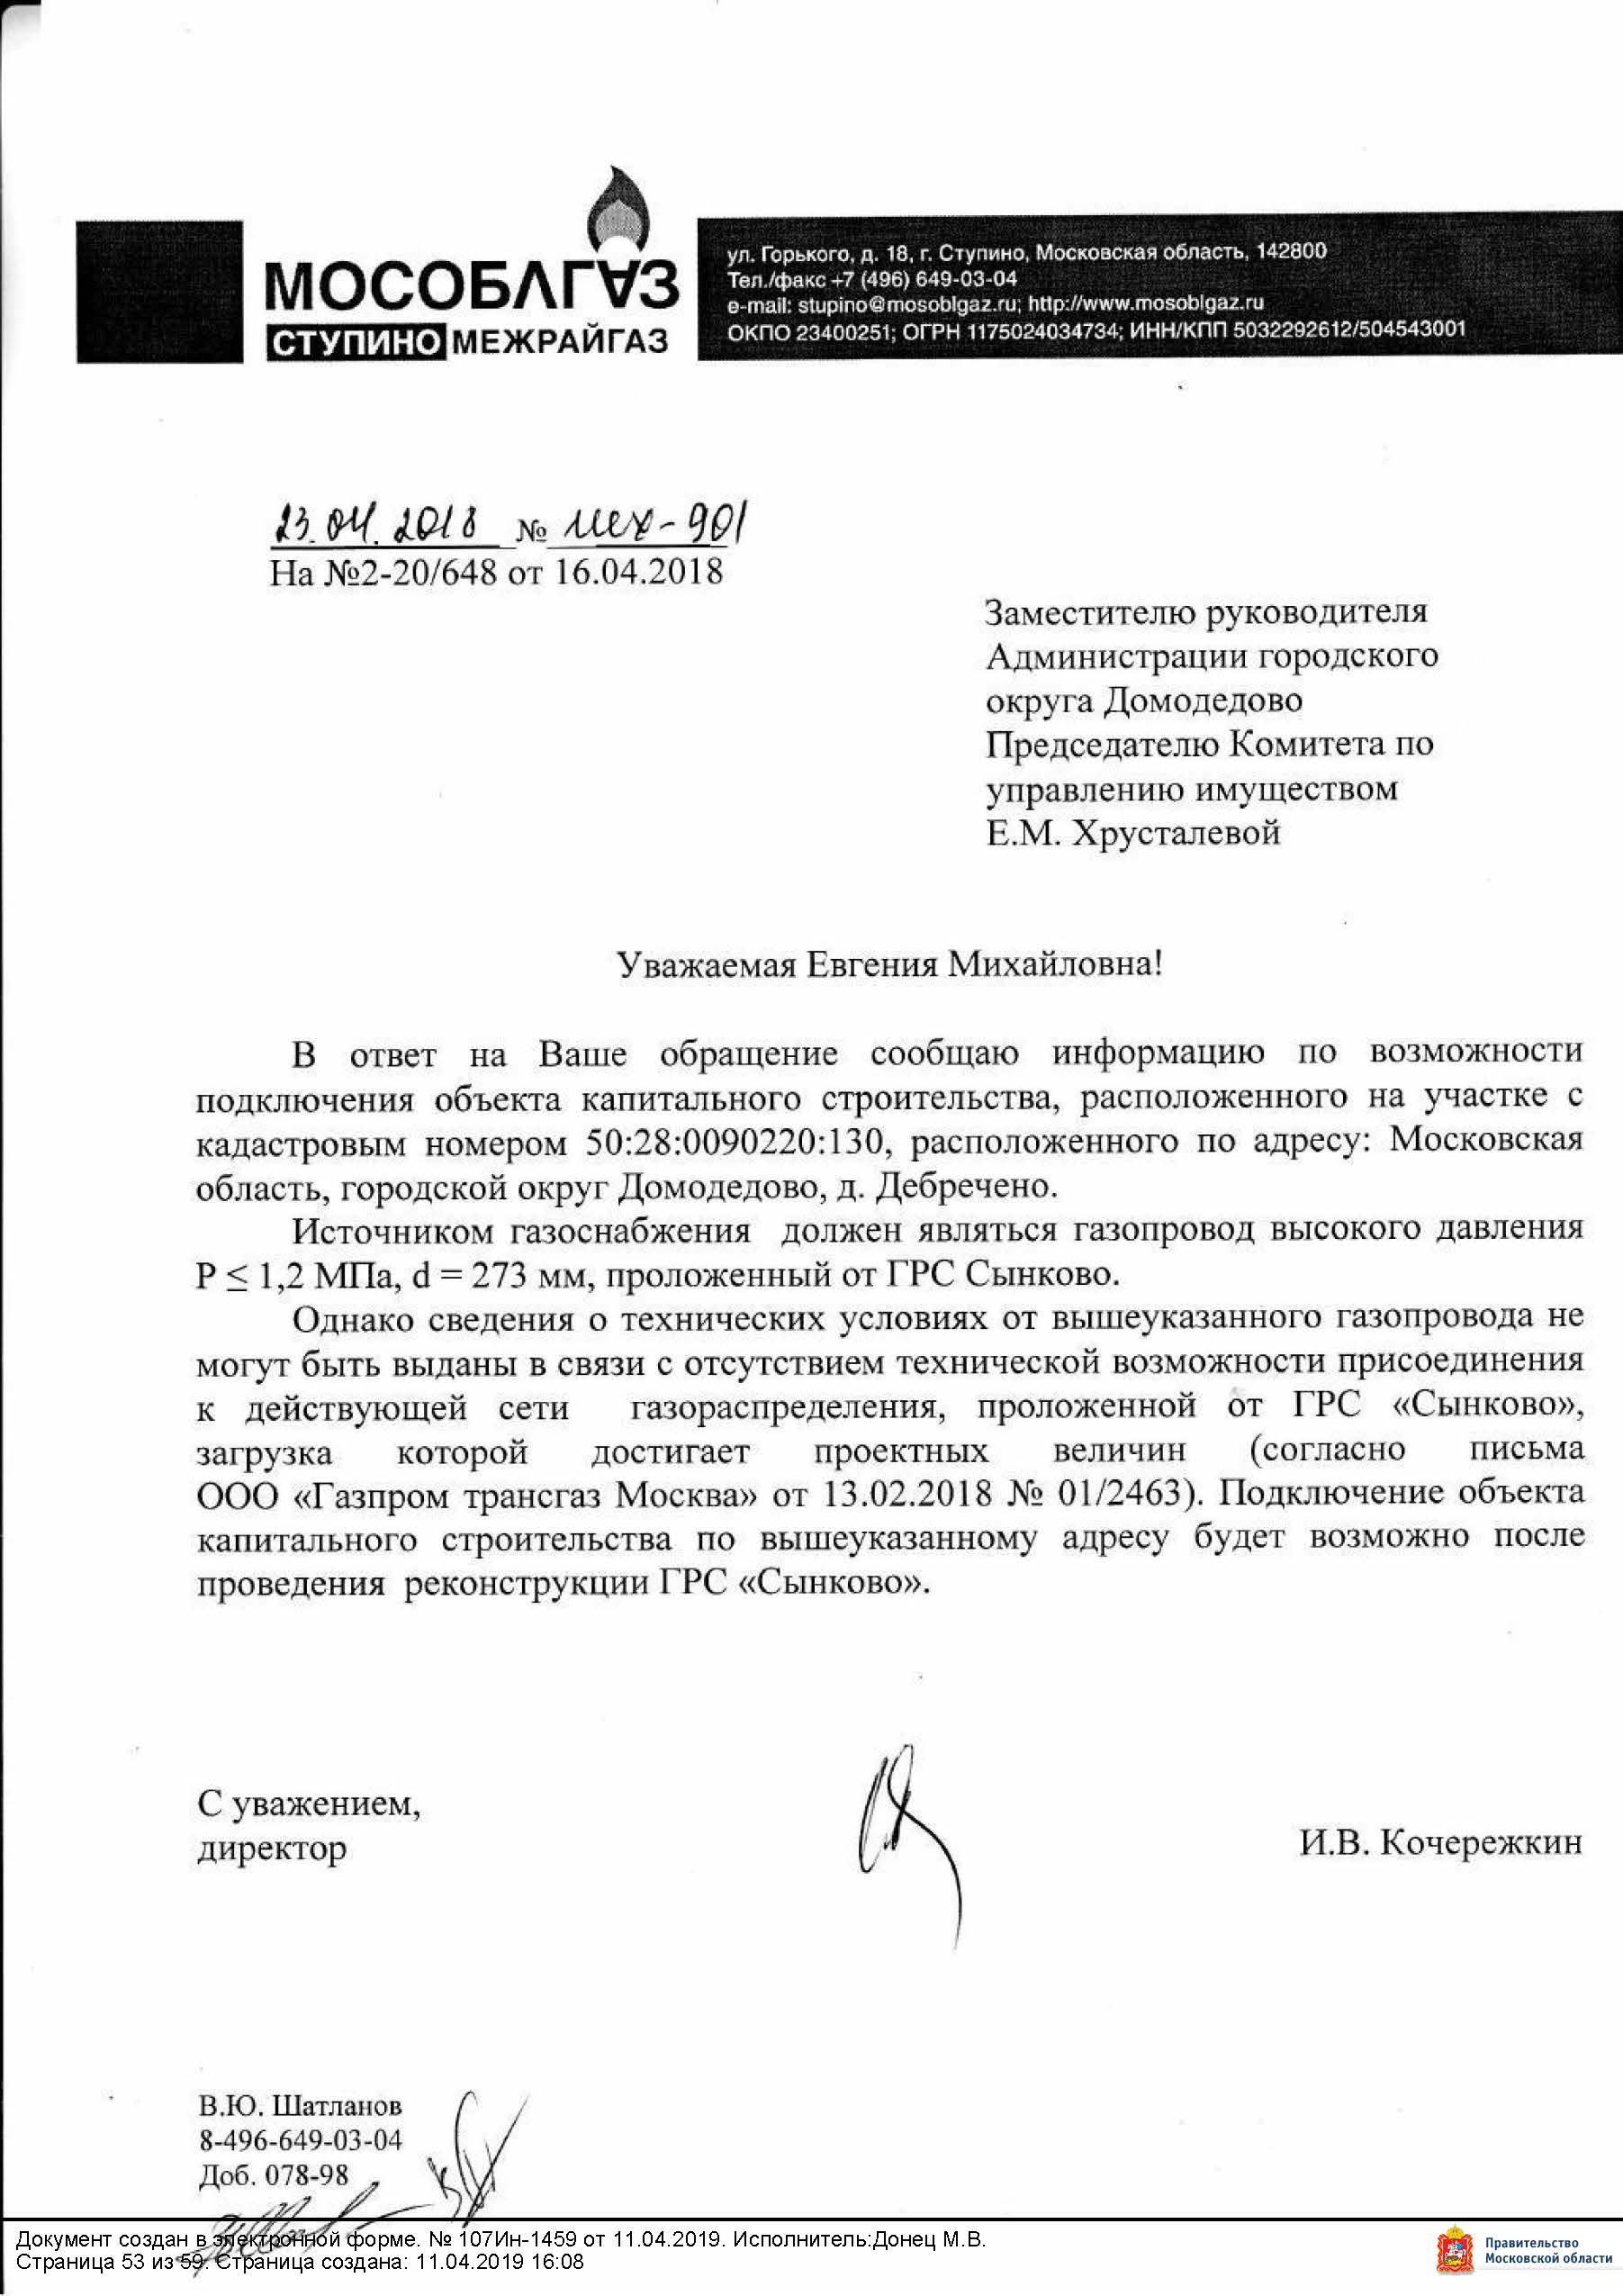 МОСОБЛГАЗ
СТУПИНО МЕЖРАЙГАЗ
ул. Горького, д. 18, г. Ступино, Московская область, 142800
Тел./факс +7 (496) 649-03-04
e-mail: stupino@mosoblgaz.ru; http://www.mosoblgaz.ru
ОКПО 23400251; ОГРН 1175024034734; ИНН/КПП 5032292612/504543001
23.04.2018 № исх-901
На №2-20/648 от 16.04.2018
Заместителю руководителя
Администрации городского
округа Домодедово
Председателю Комитета по
управлению имуществом
Е.М. Хрусталевой
Уважаемая Евгения Михайловна!
В ответ на Ваше обращение сообщаю информацию по возможности
подключения объекта капитального строительства, расположенного на участке с
кадастровым номером 50:28:0090220:130, расположенного по адресу: Московская
область, городской округ Домодедово, д. Дебречено.
Источником газоснабжения должен являться газопровод высокого давления
Р ≤ 1,2 МПа, d = 273 мм, проложенный от ГРС Сынково.
Однако сведения о технических условиях от вышеуказанного газопровода не
могут быть выданы в связи с отсутствием технической возможности присоединения
к действующей сети газораспределения, проложенной от ГРС «Сынково»,
загрузка которой достигает проектных величин (согласно письма
ООО «Газпром трансгаз Москва» от 13.02.2018 № 01/2463). Подключение объекта
капитального строительства по вышеуказанному адресу будет возможно после
проведения реконструкции ГРС «Сынково».
С уважением,
директор
И.В. Кочережкин
В.Ю. Шатланов
8-496-649-03-04
Доб. 078-98
Документ создан в электронной форме. № 107Ин-1459 от 11.04.2019. Исполнитель:Донец М.В.
Страница 53 из 59. Страница создана: 11.04.2019 16:08
Правительство
Московской области